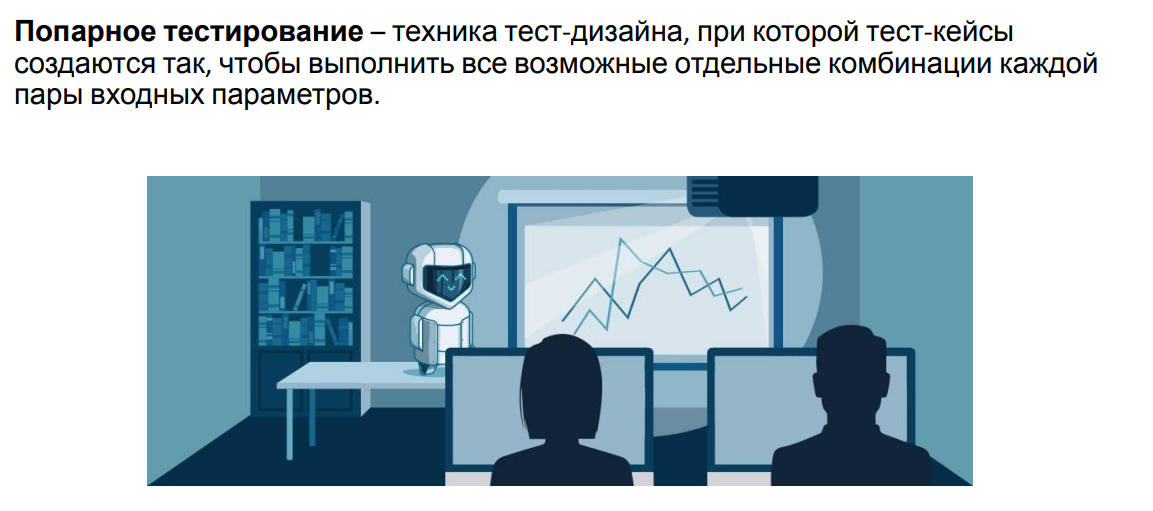 Попарное тестирование – техника тест-дизайна, при которой тест-кейсы
создаются так, чтобы выполнить все возможные отдельные комбинации каждой
пары входных параметров.